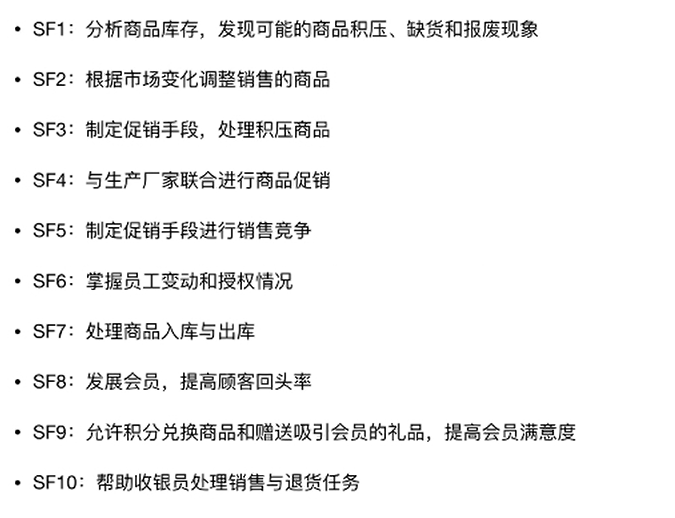 • SF1：分析商品库存，发现可能的商品积压、缺货和报废现象
• SF2：根据市场变化调整销售的商品
• SF3：制定促销手段，处理积压商品
• SF4：与生产厂家联合进行商品促销
• SF5：制定促销手段进行销售竞争
• SF6：掌握员工变动和授权情况
• SF7：处理商品入库与出库
• SF8：发展会员，提高顾客回头率
• SF9：允许积分兑换商品和赠送吸引会员的礼品，提高会员满意度
• SF10：帮助收银员处理销售与退货任务